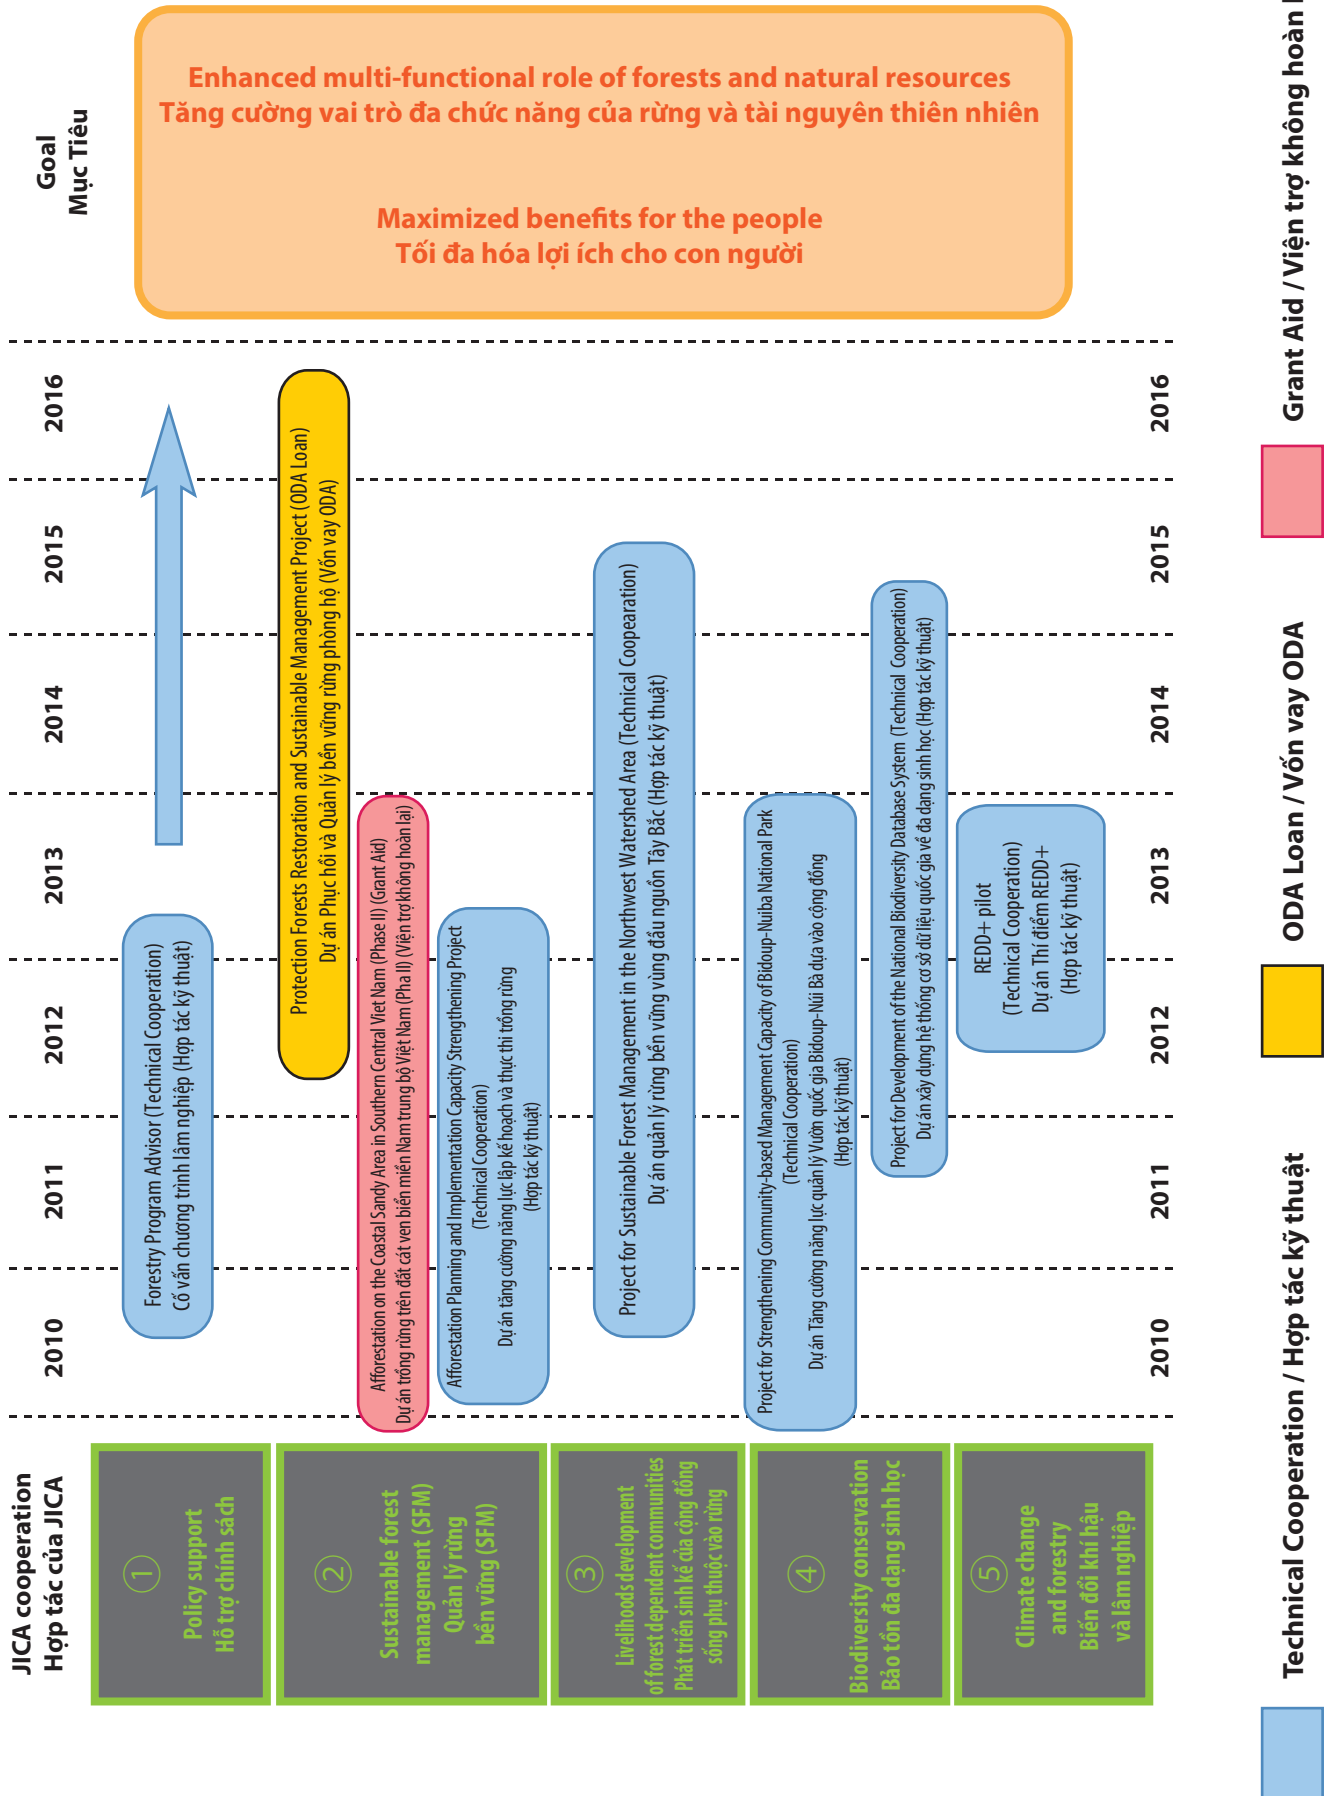 JICA cooperation
Hợp tác của JICA
2010
2011
2012
2013
2014
2015
2016
Goal
Mục Tiêu
①
Policy support
Hỗ trợ chính sách
Forestry Program Advisor (Technical Cooperation)
Cố vấn chương trình lâm nghiệp (Hợp tác kỹ thuật)
②
Sustainable forest
management (SFM)
Quản lý rừng
bền vững (SFM)
Protection Forests Restoration and Sustainable Management Project (ODA Loan)
Dự án Phục hồi và Quản lý bền vững rừng phòng hộ (Vốn vay ODA)
Afforestation on the Coastal Sandy Area in Southern Central Viet Nam (Phase II) (Grant Aid)
Dự án trồng rừng trên đất cát ven biển miền Nam trung bộ Việt Nam (Pha II) (Viện trợ không hoàn lại)
Afforestation Planning and Implementation Capacity Strengthening Project
(Technical Cooperation)
Dự án tăng cường năng lực lập kế hoạch và thực thi trồng rừng
(Hợp tác kỹ thuật)
③
Livelihoods development
of forest dependent communities
Phát triển sinh kế của cộng đồng
sống phụ thuộc vào rừng
Project for Sustainable Forest Management in the Northwest Watershed Area (Technical Coopearation)
Dự án quản lý rừng bền vững vùng đầu nguồn Tây Bắc (Hợp tác kỹ thuật)
④
Biodiversity conservation
Bảo tồn đa dạng sinh học
Project for Strengthening Community-based Management Capacity of Bidoup-Nuiba National Park
(Technical Cooperation)
Dự án Tăng cường năng lực quản lý Vườn quốc gia Bidoup-Núi Bà dựa vào cộng đồng
(Hợp tác kỹ thuật)
Project for Development of the National Biodiversity Database System (Technical Cooperation)
Dự án xây dựng hệ thống cơ sở dữ liệu quốc gia về đa dạng sinh học (Hợp tác kỹ thuật)
⑤
Climate change
and forestry
Biến đổi khí hậu
và lâm nghiệp
REDD+ pilot
(Technical Cooperation)
Dự án Thí điểm REDD+
(Hợp tác kỹ thuật)
Enhanced multi-functional role of forests and natural resources
Tăng cường vai trò đa chức năng của rừng và tài nguyên thiên nhiên
Maximized benefits for the people
Tối đa hóa lợi ích cho con người
2010
2011
2012
2013
2014
2015
2016
Technical Cooperation / Hợp tác kỹ thuật
ODA Loan / Vốn vay ODA
Grant Aid / Viện trợ không hoàn